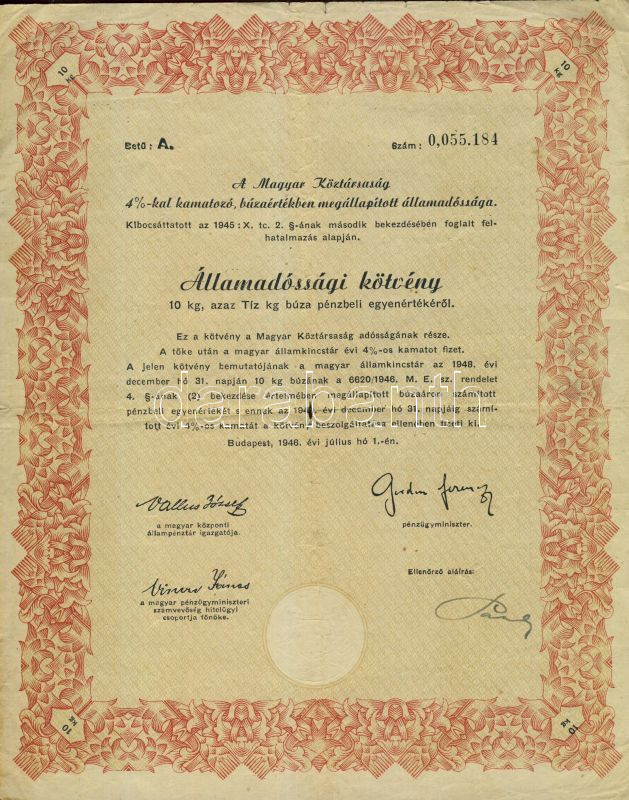 10 KG
10 KG
Betű: A.
Szám: 0,055.184
A Magyar Köztársaság
4%-kal kamatozó, búzaértékben megállapított államadóssága.
Kibocsáttatott az 1945: X. tc. 2. §-ának második bekezdésében foglalt fel-
hatalmazás alapján.
Államadóssági kötvény
10 kg, azaz Tíz kg búza pénzbeli egyenértékéről.
Ez a kötvény a Magyar Köztársaság adósságának része.
A tőke után a magyar államkincstár évi 4%-os kamatot fizet.
A jelen kötvény bemutatójának a magyar államkincstár az 1948. évi
december hó 31. napján 10 kg búzának a 6620/1946. M. E. sz. rendelet
4. §-ának (2) bekezdése értelmében megállapított búzaáron számított
pénzbeli egyenértékét s ennek az évi december hó 31. napjáig számí-
tott évi 4%-os kamatát a kötvény beszolgáltatása ellenében fizeti ki.
Budapest, 1946. évi július hó 1.-én.
darabanth
Vallus József
a magyar központi
állampénztár igazgatója.
Gordon Ferenc
pénzügyminiszter.
Ellenőrző aláírás:
János
a magyar pénzügyminiszteri
számvevőség hitelügyi
csoportja főnöke.
10 KG
10 KG